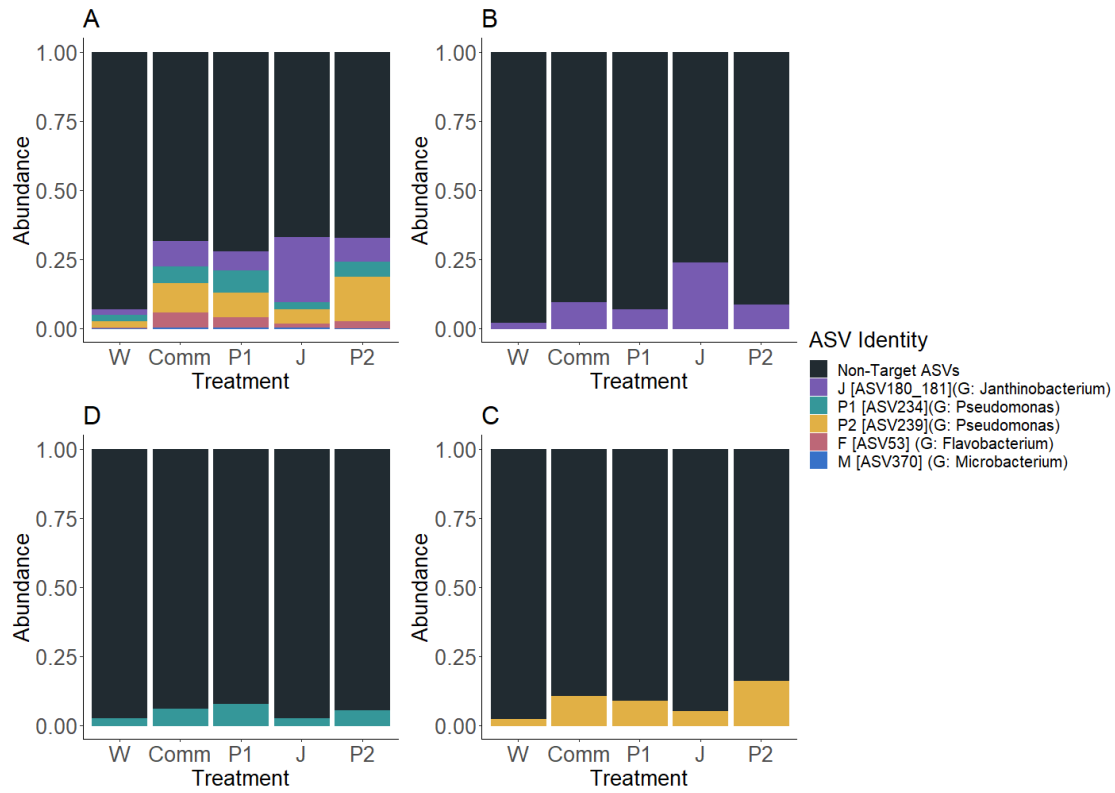 A
1.00
0.75
0.50
0.25
0.00
Abundance
W Comm P1 J P2
Treatment
B
1.00
0.75
0.50
0.25
0.00
Abundance
W Comm P1 J P2
Treatment
D
1.00
0.75
0.50
0.25
0.00
Abundance
W Comm P1 J P2
Treatment
C
1.00
0.75
0.50
0.25
0.00
Abundance
W Comm P1 J P2
Treatment
ASV Identity
Non-Target ASVs
J [ASV180_181](G: Janthinobacterium)
P1 [ASV234](G: Pseudomonas)
P2 [ASV239](G: Pseudomonas)
F [ASV53] (G: Flavobacterium)
M [ASV370] (G: Microbacterium)